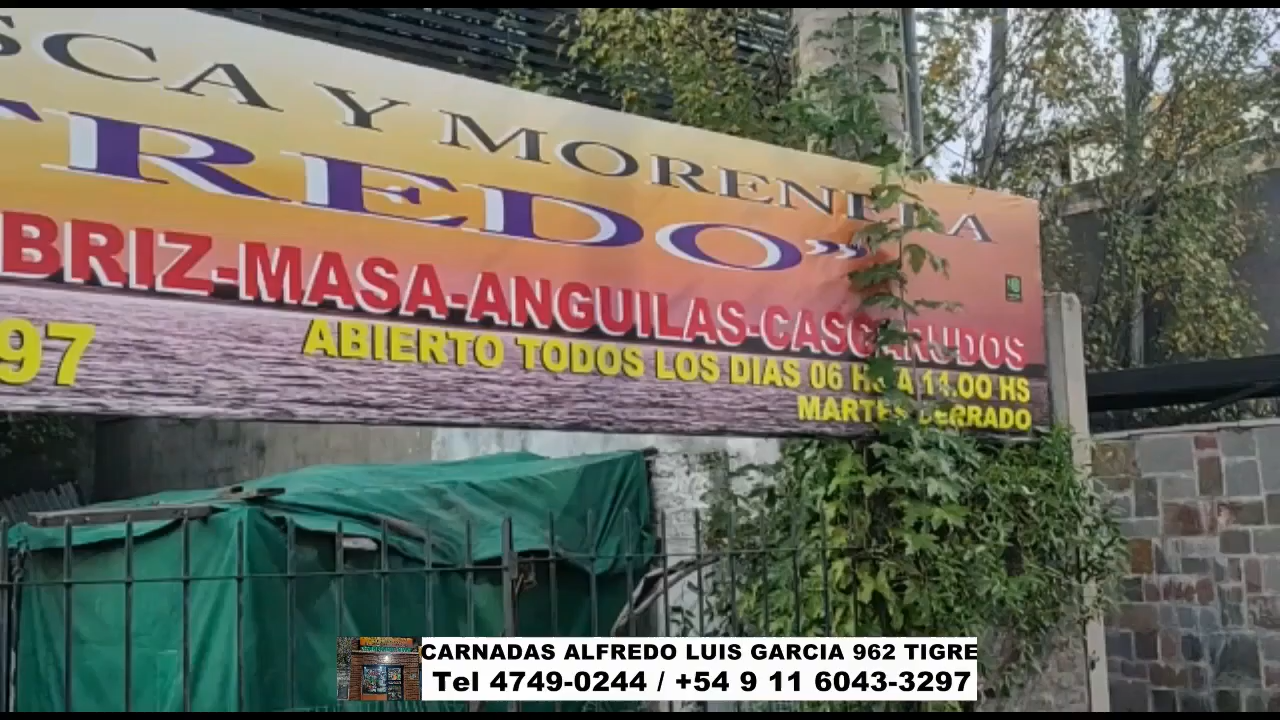 SCA Y MORENITA
FREDO”
BRIZ-MASA-ANGUILAS-CASCARUDOS
97
ABIERTO TODOS LOS DIAS 06 HS A 14.00 HS
MARTES CERRADO
CARNADAS ALFREDO LUIS GARCIA 962 TIGRE
Tel 4749-0244 / +54 9 11 6043-3297